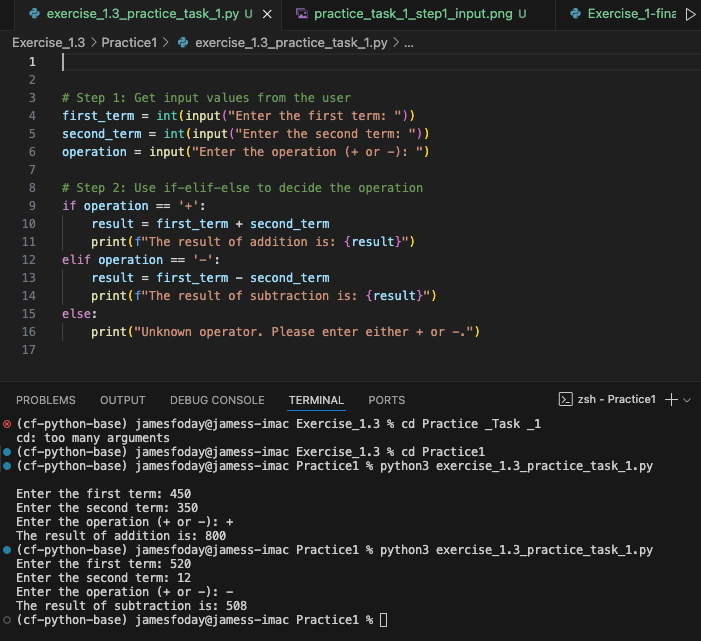 exercise_1.3_practice_task_1.py U
practice_task_1_step1_input.png U
Exercise_1-fina
Exercise_1.3 > Practice1 > exercise_1.3_practice_task_1.py > ...
1
2
3 # Step 1: Get input values from the user
4 first_term = int(input("Enter the first term: "))
5 second_term = int(input("Enter the second term: "))
6 operation = input("Enter the operation (+ or -): ")
7
8 # Step 2: Use if-elif-else to decide the operation
9 if operation == '+':
10     result = first_term + second_term
11     print(f"The result of addition is: {result}")
12 elif operation == '-':
13     result = first_term - second_term
14     print(f"The result of subtraction is: {result}")
15 else:
16     print("Unknown operator. Please enter either + or -.")
17
PROBLEMS OUTPUT DEBUG CONSOLE TERMINAL PORTS zsh - Practice1
(cf-python-base) jamesfoday@jamess-imac Exercise_1.3 % cd Practice _Task _1
cd: too many arguments
(cf-python-base) jamesfoday@jamess-imac Exercise_1.3 % cd Practice1
(cf-python-base) jamesfoday@jamess-imac Practice1 % python3 exercise_1.3_practice_task_1.py
Enter the first term: 450
Enter the second term: 350
Enter the operation (+ or -): +
The result of addition is: 800
(cf-python-base) jamesfoday@jamess-imac Practice1 % python3 exercise_1.3_practice_task_1.py
Enter the first term: 520
Enter the second term: 12
Enter the operation (+ or -): -
The result of subtraction is: 508
(cf-python-base) jamesfoday@jamess-imac Practice1 %